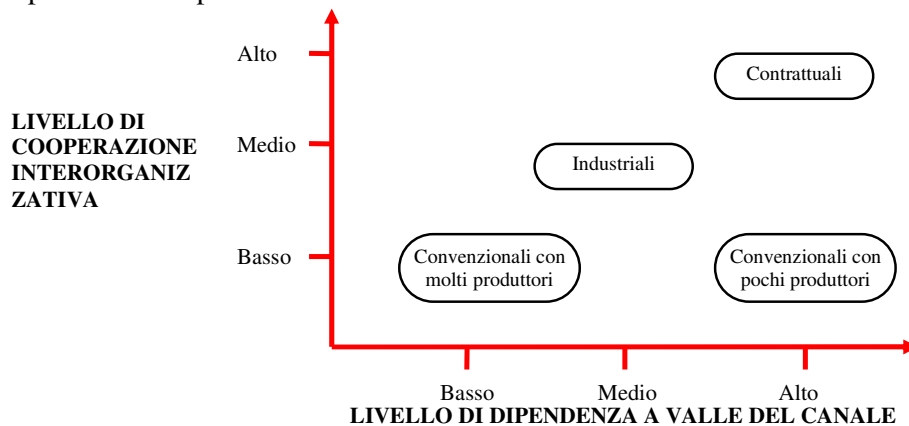 Alto
Contrattuali
LIVELLO DI
COOPERAZIONE
INTERORGANIZ
ZATIVA
Medio
Industriali
Basso
Convenzionali con
molti produttori
Convenzionali con
pochi produttori
Basso
Medio
Alto
LIVELLO DI DIPENDENZA A VALLE DEL CANALE